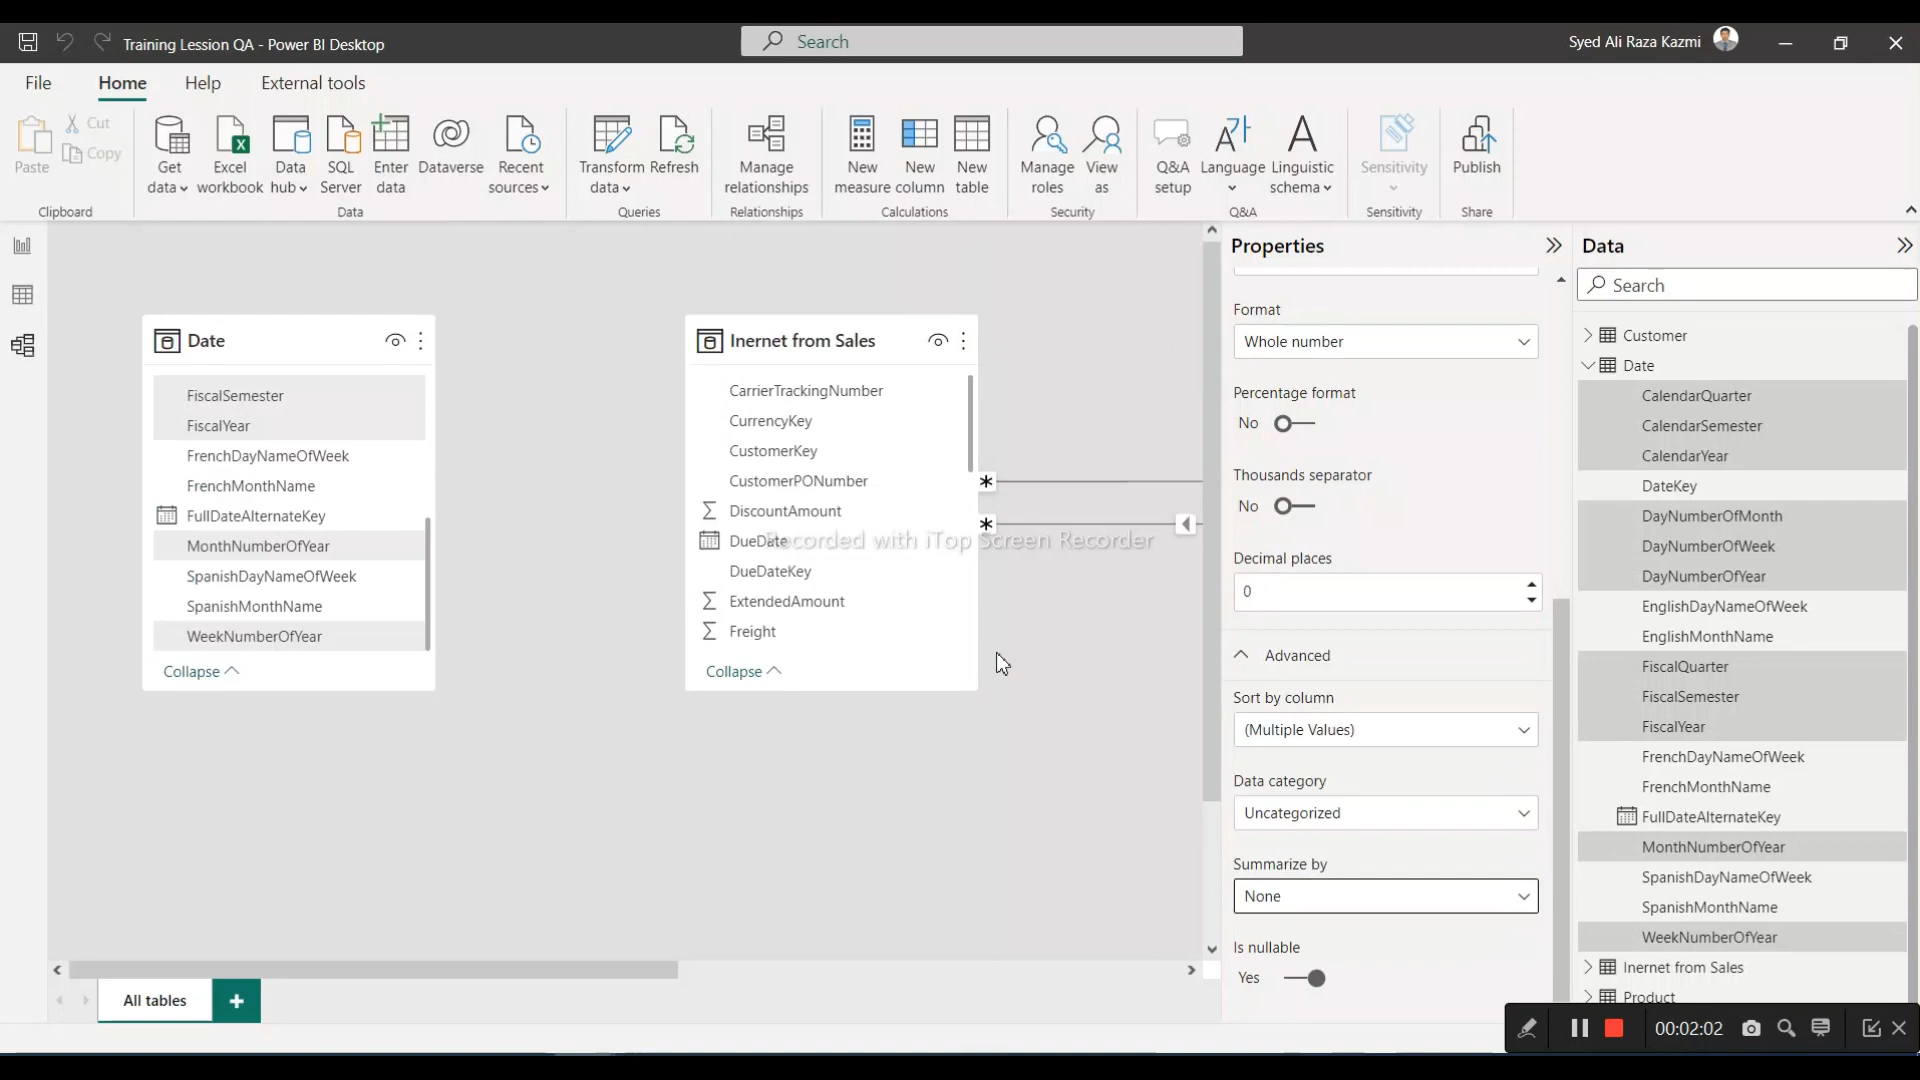 Training Lession QA - Power BI Desktop
Search
Syed Ali Raza Kazmi
File
Home
Help
External tools
Paste
Cut
Copy
Clipboard
Get data
Excel workbook
Data hub
SQL Server
Enter data
Dataverse
Recent sources
Data
Transform data
Refresh
Queries
Manage relationships
Relationships
New measure
New column
New table
Calculations
Manage roles
View as
Security
Q&A setup
Language
Linguistic schema
Q&A
Sensitivity
Sensitivity
Publish
Share
Date
FiscalSemester
FiscalYear
FrenchDayNameOfWeek
FrenchMonthName
FullDateAlternateKey
MonthNumberOfYear
SpanishDayNameOfWeek
SpanishMonthName
WeekNumberOfYear
Collapse
Inernet from Sales
CarrierTrackingNumber
CurrencyKey
CustomerKey
CustomerPONumber
DiscountAmount
DueDate
DueDateKey
ExtendedAmount
Freight
Collapse
Recorded with iTop Screen Recorder
All tables
Properties
Format
Whole number
Percentage format
No
Thousands separator
No
Decimal places
0
Advanced
Sort by column
(Multiple Values)
Data category
Uncategorized
Summarize by
None
Is nullable
Yes
Data
Search
Customer
Date
CalendarQuarter
CalendarSemester
CalendarYear
DateKey
DayNumberOfMonth
DayNumberOfWeek
DayNumberOfYear
EnglishDayNameOfWeek
EnglishMonthName
FiscalQuarter
FiscalSemester
FiscalYear
FrenchDayNameOfWeek
FrenchMonthName
FullDateAlternateKey
MonthNumberOfYear
SpanishDayNameOfWeek
SpanishMonthName
WeekNumberOfYear
Inernet from Sales
Product
00:02:02